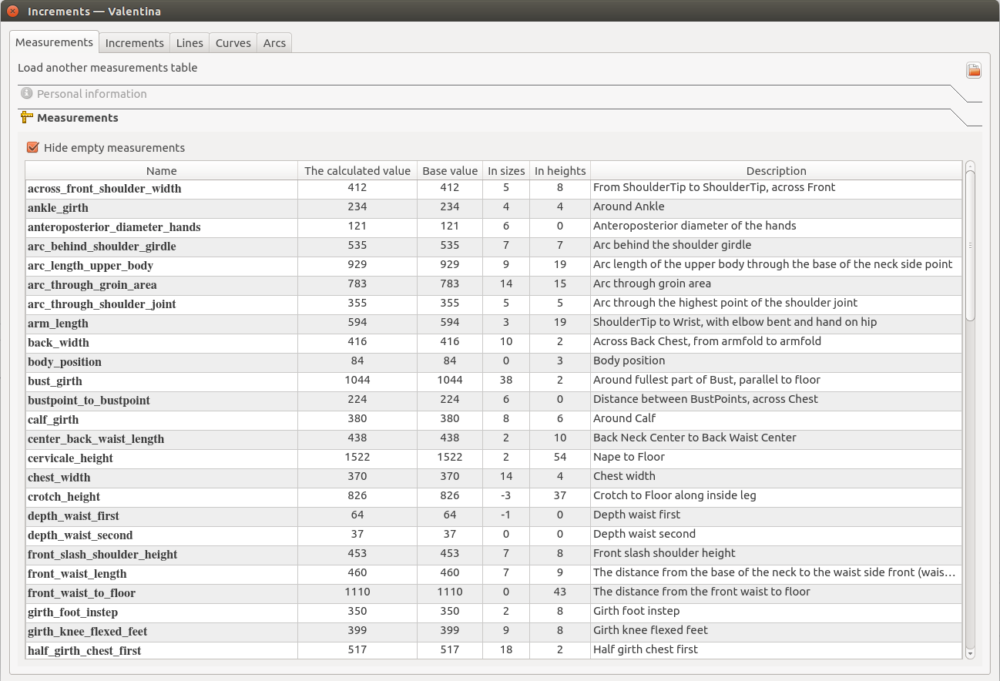 Increments — Valentina
Measurements Increments Lines Curves Arcs
Load another measurements table
Personal information
Measurements
Hide empty measurements
Name The calculated value Base value In sizes In heights Description
across_front_shoulder_width 412 412 5 8 From ShoulderTip to ShoulderTip, across Front
ankle_girth 234 234 4 4 Around Ankle
anteroposterior_diameter_hands 121 121 6 0 Anteroposterior diameter of the hands
arc_behind_shoulder_girdle 535 535 7 7 Arc behind the shoulder girdle
arc_length_upper_body 929 929 9 19 Arc length of the upper body through the base of the neck side point
arc_through_groin_area 783 783 14 15 Arc through groin area
arc_through_shoulder_joint 355 355 5 5 Arc through the highest point of the shoulder joint
arm_length 594 594 3 19 ShoulderTip to Wrist, with elbow bent and hand on hip
back_width 416 416 10 2 Across Back Chest, from armfold to armfold
body_position 84 84 0 3 Body position
bust_girth 1044 1044 38 2 Around fullest part of Bust, parallel to floor
bustpoint_to_bustpoint 224 224 6 0 Distance between BustPoints, across Chest
calf_girth 380 380 8 6 Around Calf
center_back_waist_length 438 438 2 10 Back Neck Center to Back Waist Center
cervicale_height 1522 1522 2 54 Nape to Floor
chest_width 370 370 14 4 Chest width
crotch_height 826 826 -3 37 Crotch to Floor along inside leg
depth_waist_first 64 64 -1 0 Depth waist first
depth_waist_second 37 37 0 0 Depth waist second
front_slash_shoulder_height 453 453 7 8 Front slash shoulder height
front_waist_length 460 460 7 9 The distance from the base of the neck to the waist side front (wais…
front_waist_to_floor 1110 1110 0 43 The distance from the front waist to floor
girth_foot_instep 350 350 2 8 Girth foot instep
girth_knee_flexed_feet 399 399 9 8 Girth knee flexed feet
half_girth_chest_first 517 517 18 2 Half girth chest first